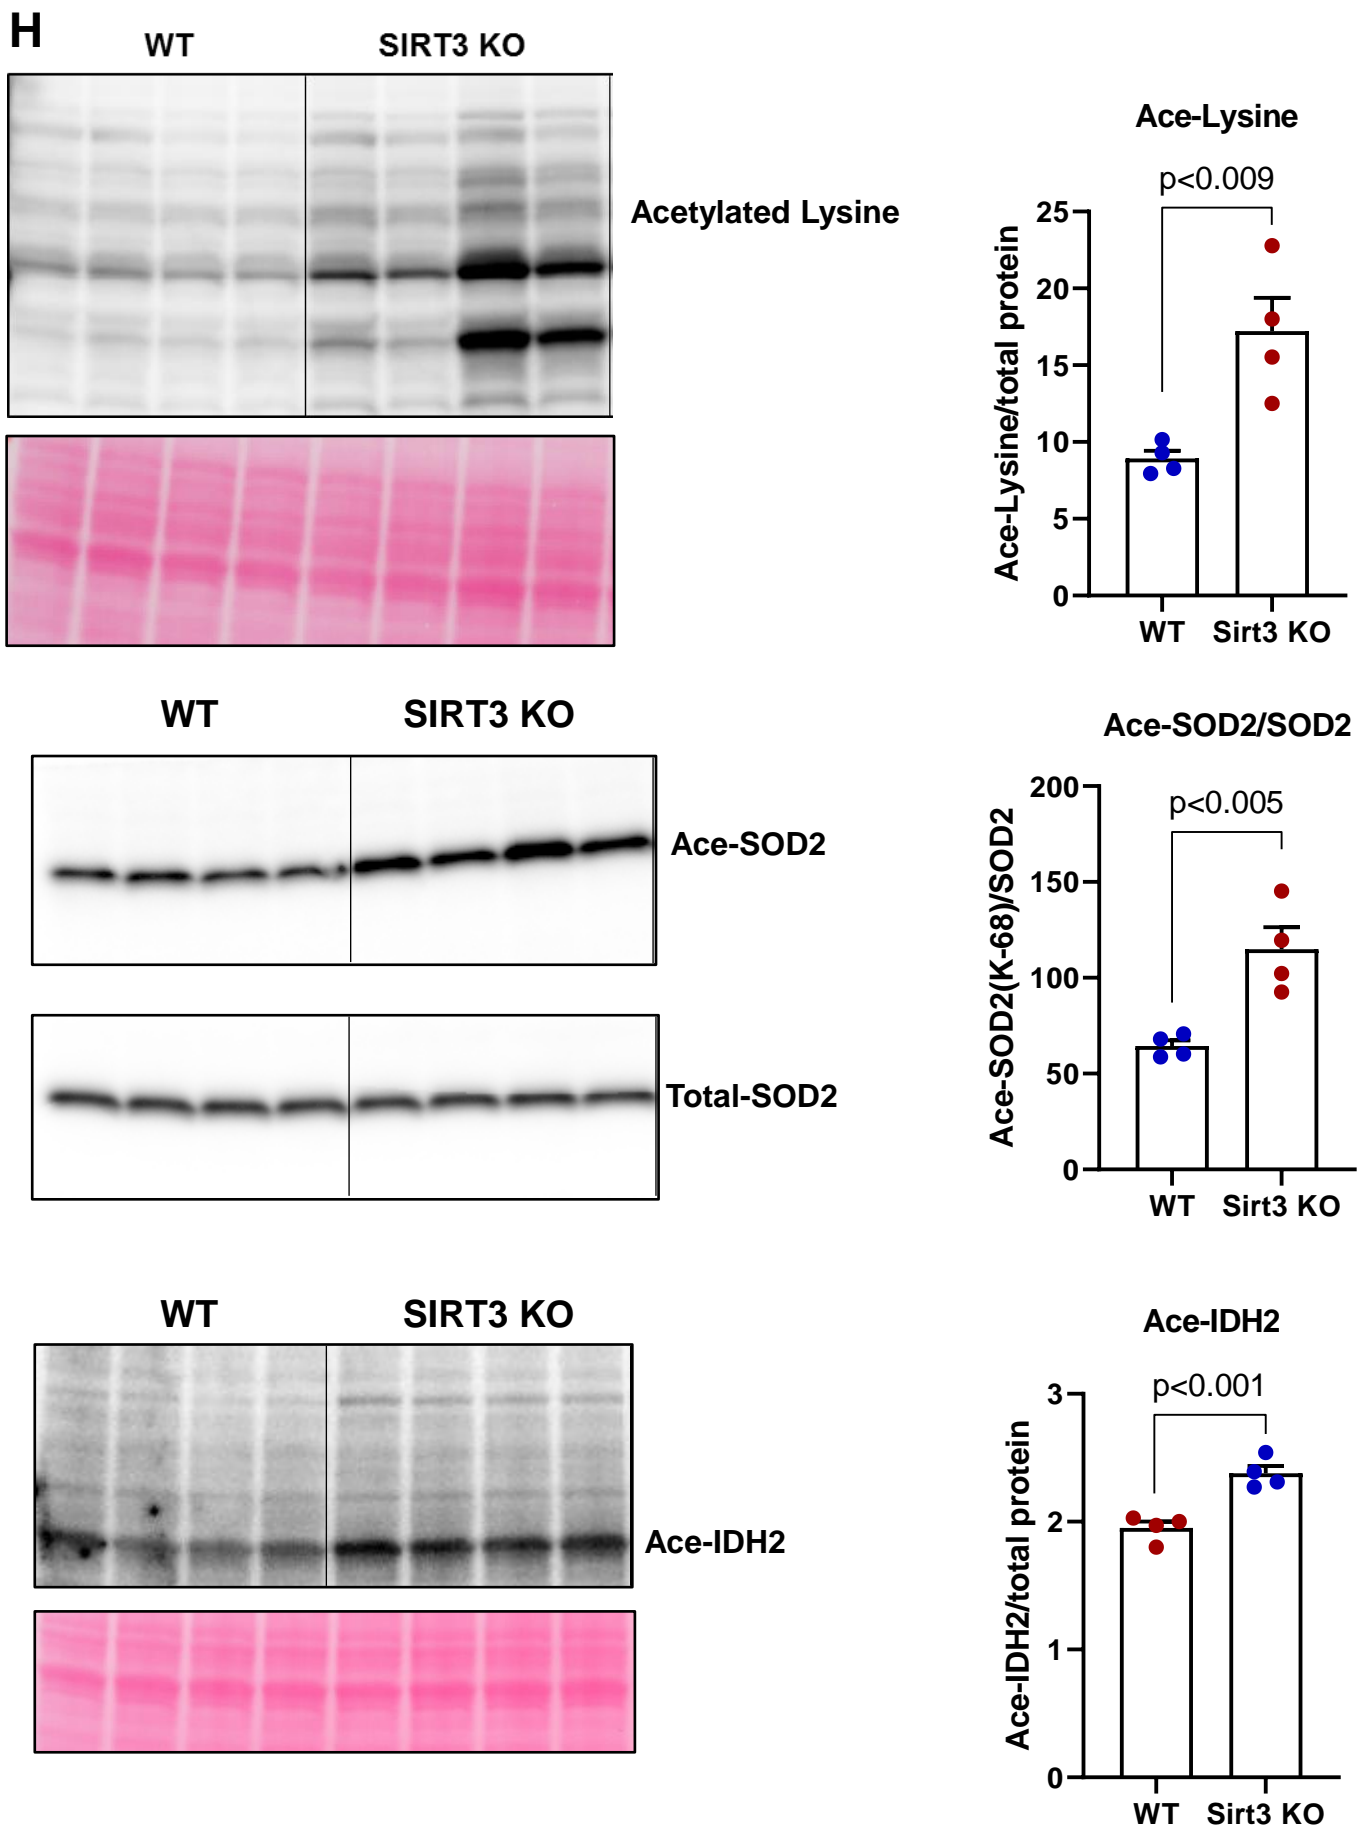 H
WT SIRT3 KO
Acetylated Lysine
Ace-Lysine
p<0.009
Ace-Lysine/total protein
25
20
15
10
5
0
WT Sirt3 KO
WT SIRT3 KO
Ace-SOD2
Total-SOD2
Ace-SOD2/SOD2
p<0.005
Ace-SOD2(K-68)/SOD2
200
150
100
50
0
WT Sirt3 KO
WT SIRT3 KO
Ace-IDH2
Ace-IDH2
p<0.001
Ace-IDH2/total protein
3
2
1
0
WT Sirt3 KO